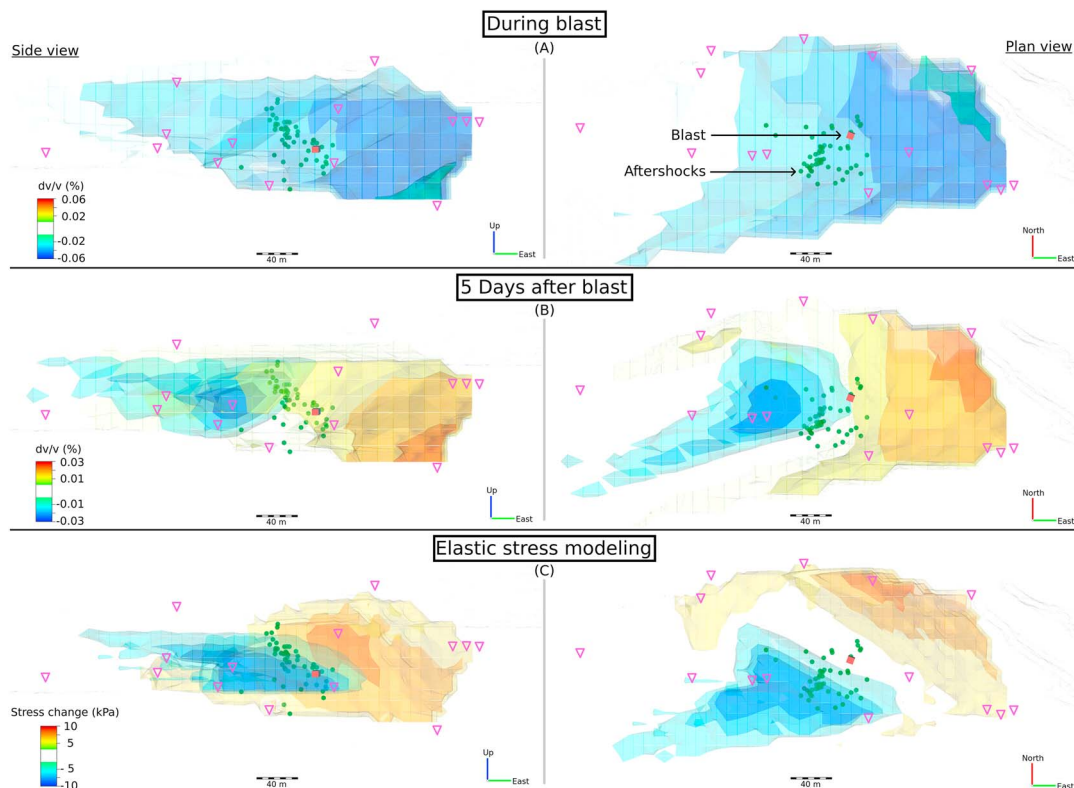 During blast
Side view
(A)
Plan view
Blast
Aftershocks
dv/v (%)
0.06
0.02
-0.02
-0.06
Up
East
40 m
North
East
40 m
5 Days after blast
(B)
dv/v (%)
0.03
0.01
-0.01
-0.03
Up
East
40 m
North
East
40 m
Elastic stress modeling
(C)
Stress change (kPa)
10
5
- 5
-10
Up
East
40 m
North
East
40 m